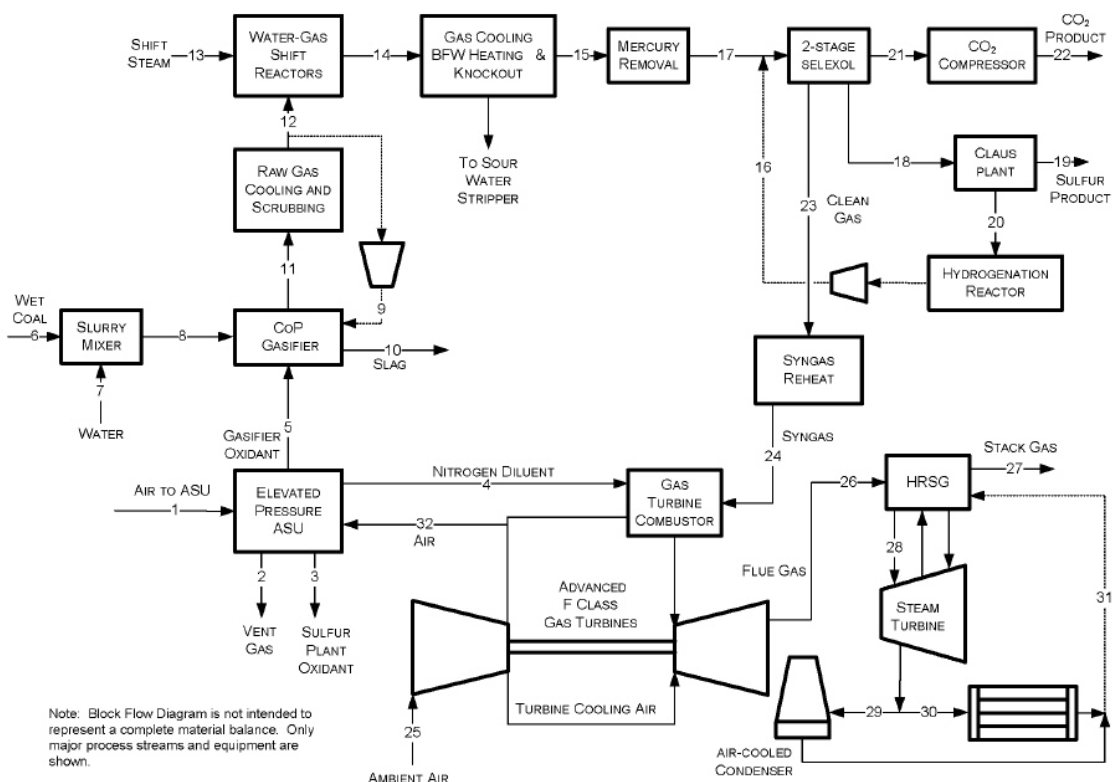 SHIFT
STEAM
13
WATER-GAS
SHIFT
REACTORS
14
GAS COOLING
BFW HEATING &
KNOCKOUT
15
MERCURY
REMOVAL
17
2-STAGE
SELEXOL
21
CO2
COMPRESSOR
CO2
PRODUCT
22
12
RAW GAS
COOLING AND
SCRUBBING
TO SOUR
WATER
STRIPPER
16
23
CLEAN
GAS
18
CLAUS
PLANT
19
SULFUR
PRODUCT
20
HYDROGENATION
REACTOR
11
9
WET
COAL
6
SLURRY
MIXER
8
COP
GASIFIER
10
SLAG
7
WATER
5
GASIFIER
OXIDANT
SYNGAS
REHEAT
SYNGAS
24
AIR TO ASU
1
ELEVATED
PRESSURE
ASU
NITROGEN DILUENT
4
GAS
TURBINE
COMBUSTOR
32
AIR
2
3
VENT
GAS
SULFUR
PLANT
OXIDANT
ADVANCED
F CLASS
GAS TURBINES
FLUE GAS
26
HRSG
STACK GAS
27
28
STEAM
TURBINE
31
TURBINE COOLING AIR
25
AMBIENT AIR
29
30
AIR-COOLED
CONDENSER
Note: Block Flow Diagram is not intended to
represent a complete material balance. Only
major process streams and equipment are
shown.